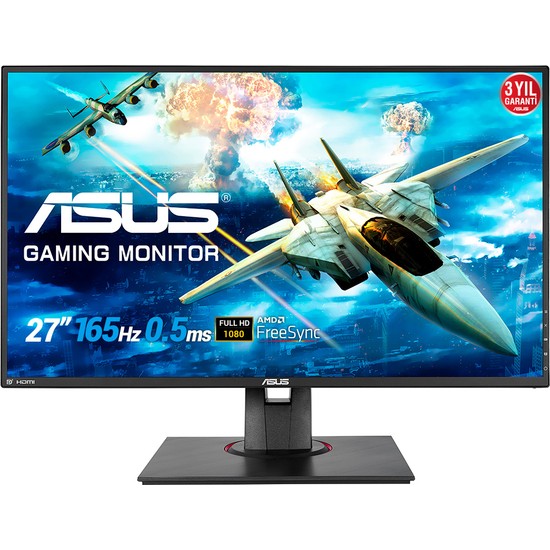 3 YIL
GARANTİ
ASUS
ASUS®
GAMING MONITOR
27" 165Hz 0.5ms
FULL HD
1080
AMD
FreeSync
HDMI
ASUS